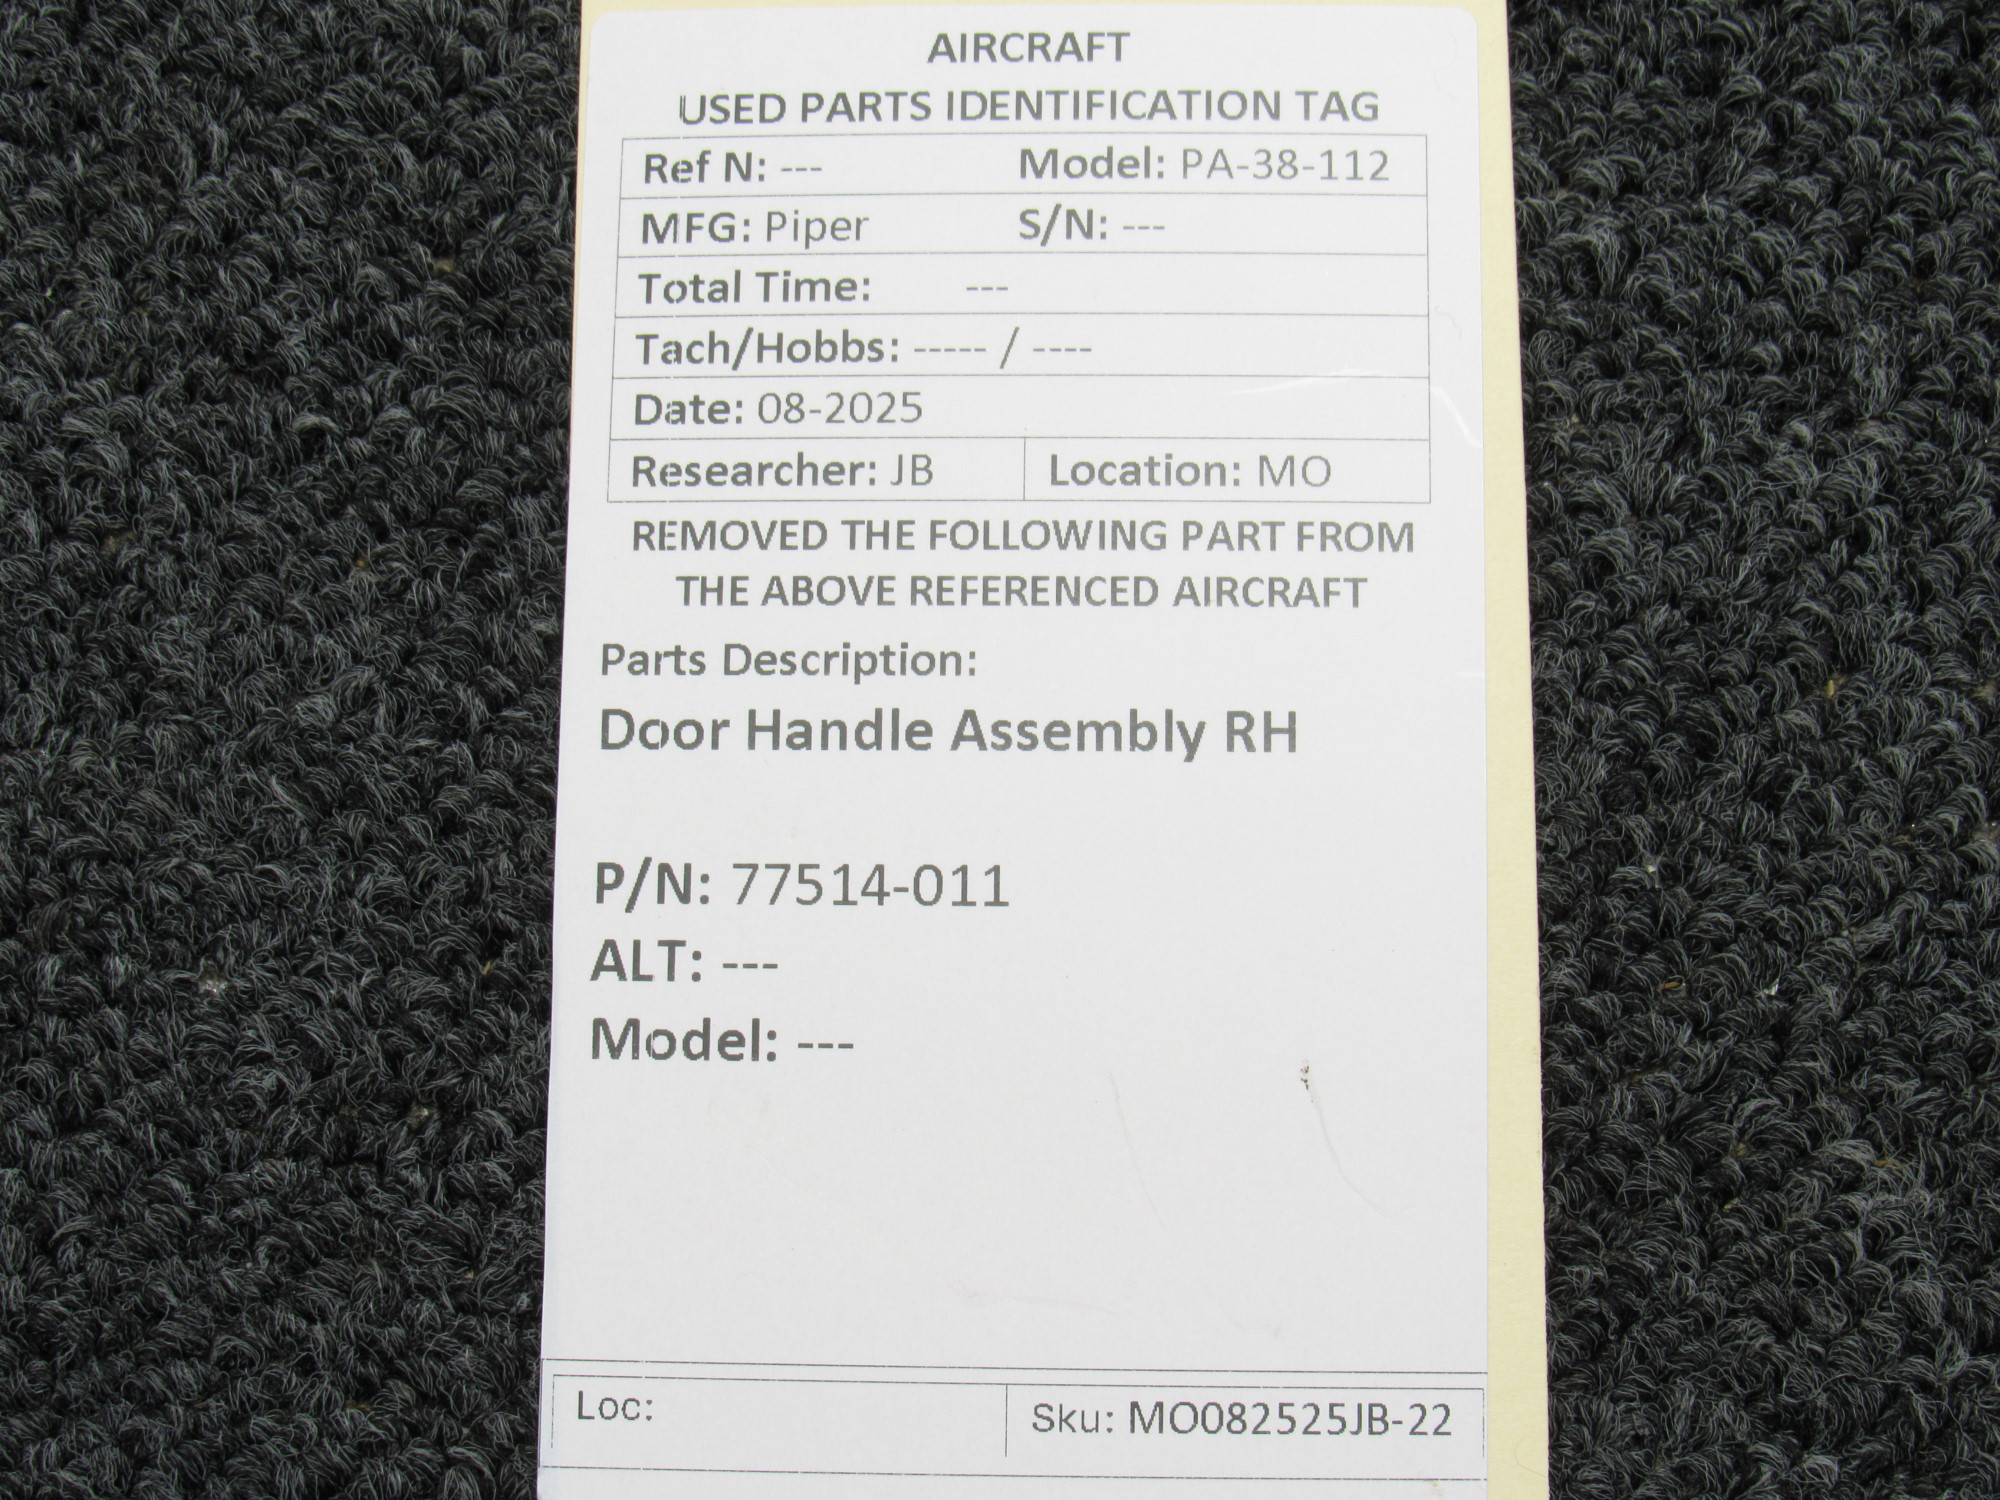 AIRCRAFT
USED PARTS IDENTIFICATION TAG
Ref N: --- Model: PA-38-112
MFG: Piper S/N: ---
Total Time: ---
Tach/Hobbs: ----- / ----
Date: 08-2025
Researcher: JB Location: MO
REMOVED THE FOLLOWING PART FROM
THE ABOVE REFERENCED AIRCRAFT
Parts Description:
Door Handle Assembly RH
P/N: 77514-011
ALT: ---
Model: ---
Loc: Sku: MO082525JB-22